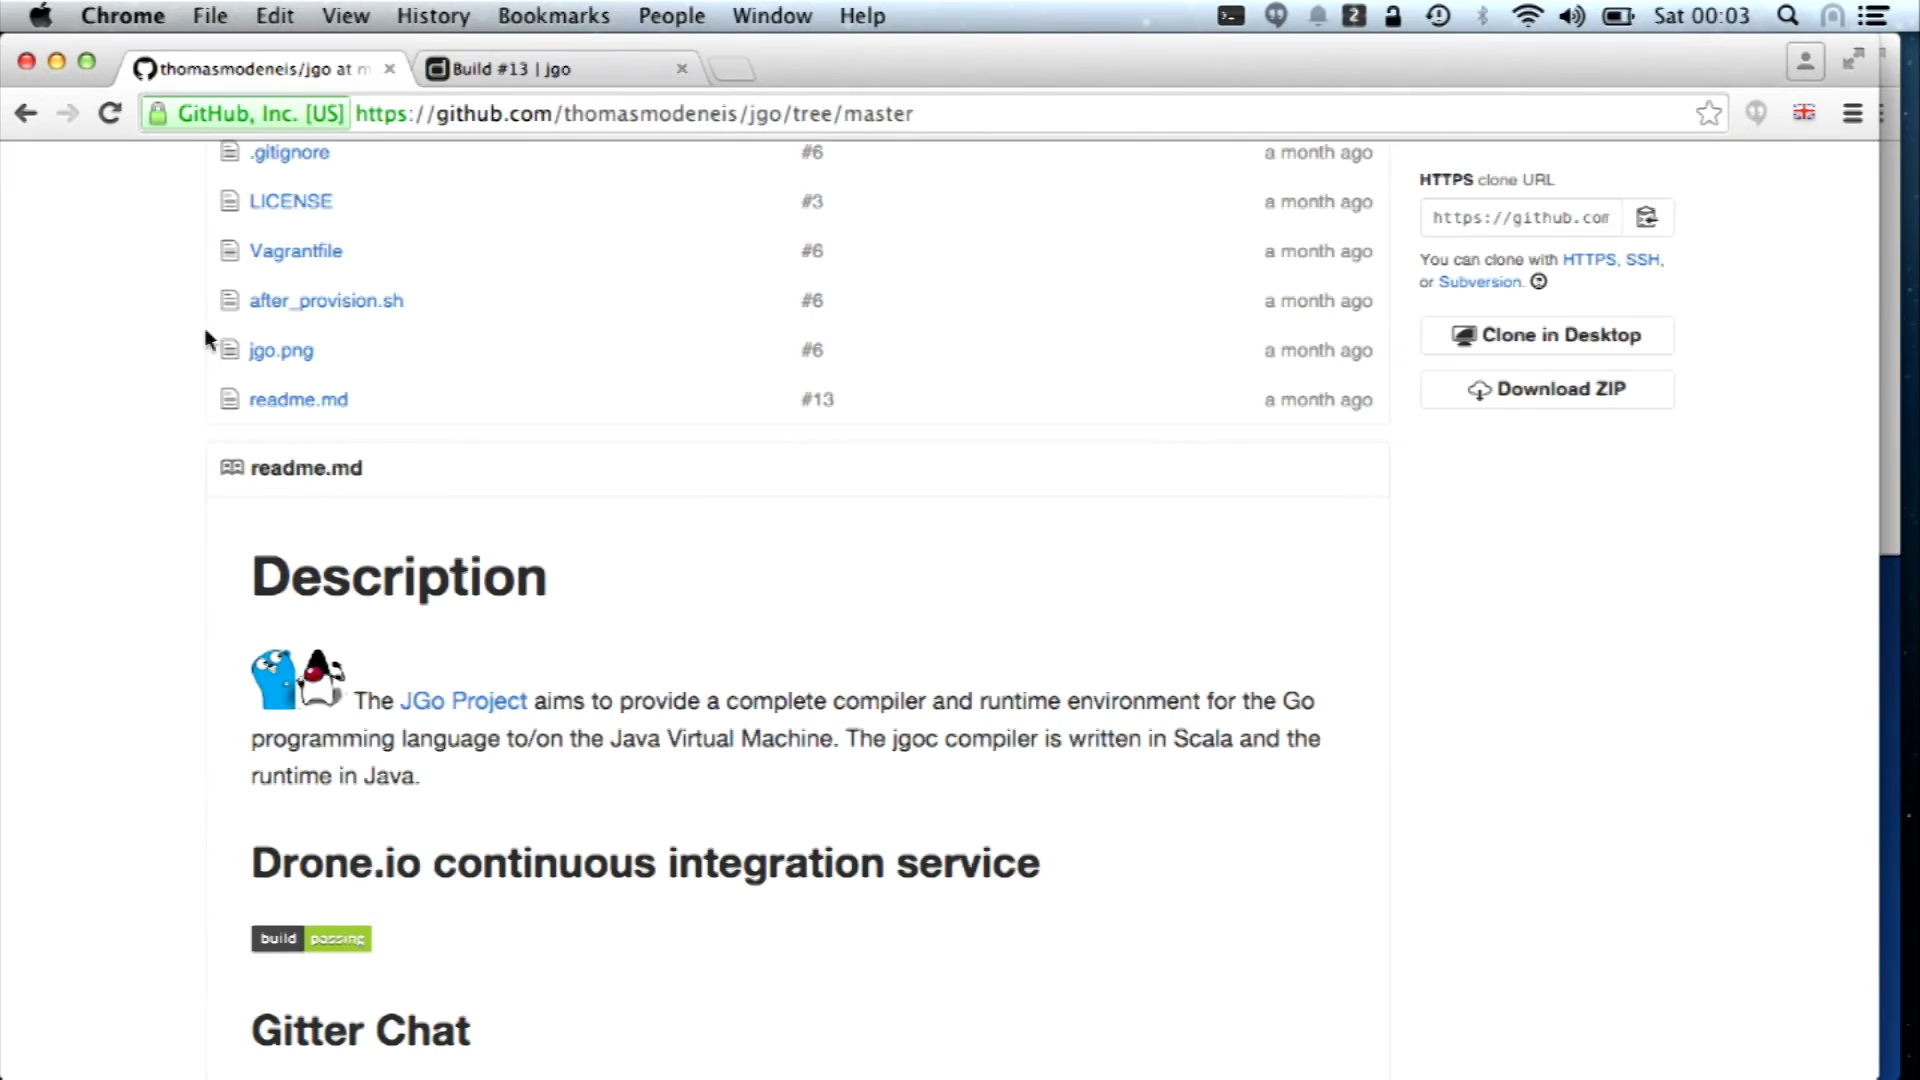 Chrome File Edit View History Bookmarks People Window Help 2 Sat 00:03
thomasmodeneis/jgo at m Build #13 | jgo
GitHub, Inc. [US] https://github.com/thomasmodeneis/jgo/tree/master
.gitignore #6 a month ago
LICENSE #3 a month ago
Vagrantfile #6 a month ago
after_provision.sh #6 a month ago
jgo.png #6 a month ago
readme.md #13 a month ago
HTTPS clone URL
https://github.com
You can clone with HTTPS, SSH,
or Subversion.
Clone in Desktop
Download ZIP
readme.md
Description
The JGo Project aims to provide a complete compiler and runtime environment for the Go
programming language to/on the Java Virtual Machine. The jgoc compiler is written in Scala and the
runtime in Java.
Drone.io continuous integration service
build passing
Gitter Chat